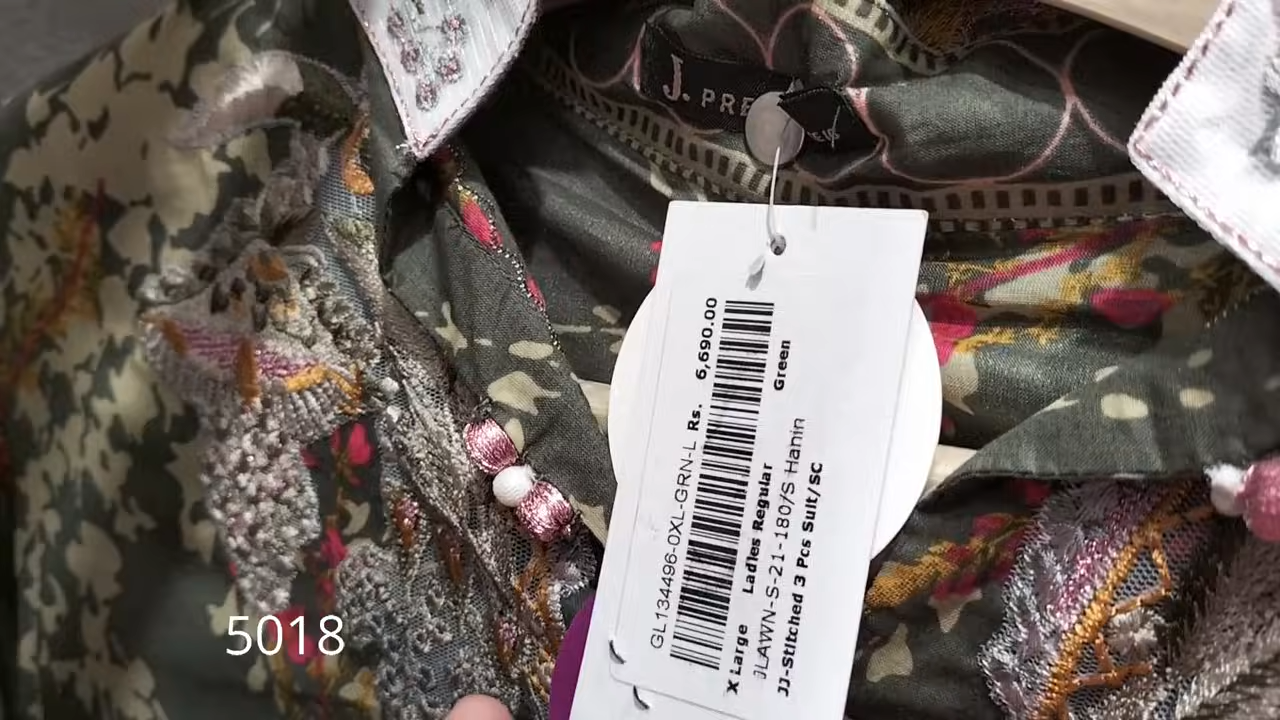 J. PRE
GL134496-0XL-GRN-L Rs. 6,690.00
X Large Ladies Regular Green
JLAWN-S-21-180/S Hanin
JJ-Stitched 3 Pcs Suit/SC
5018